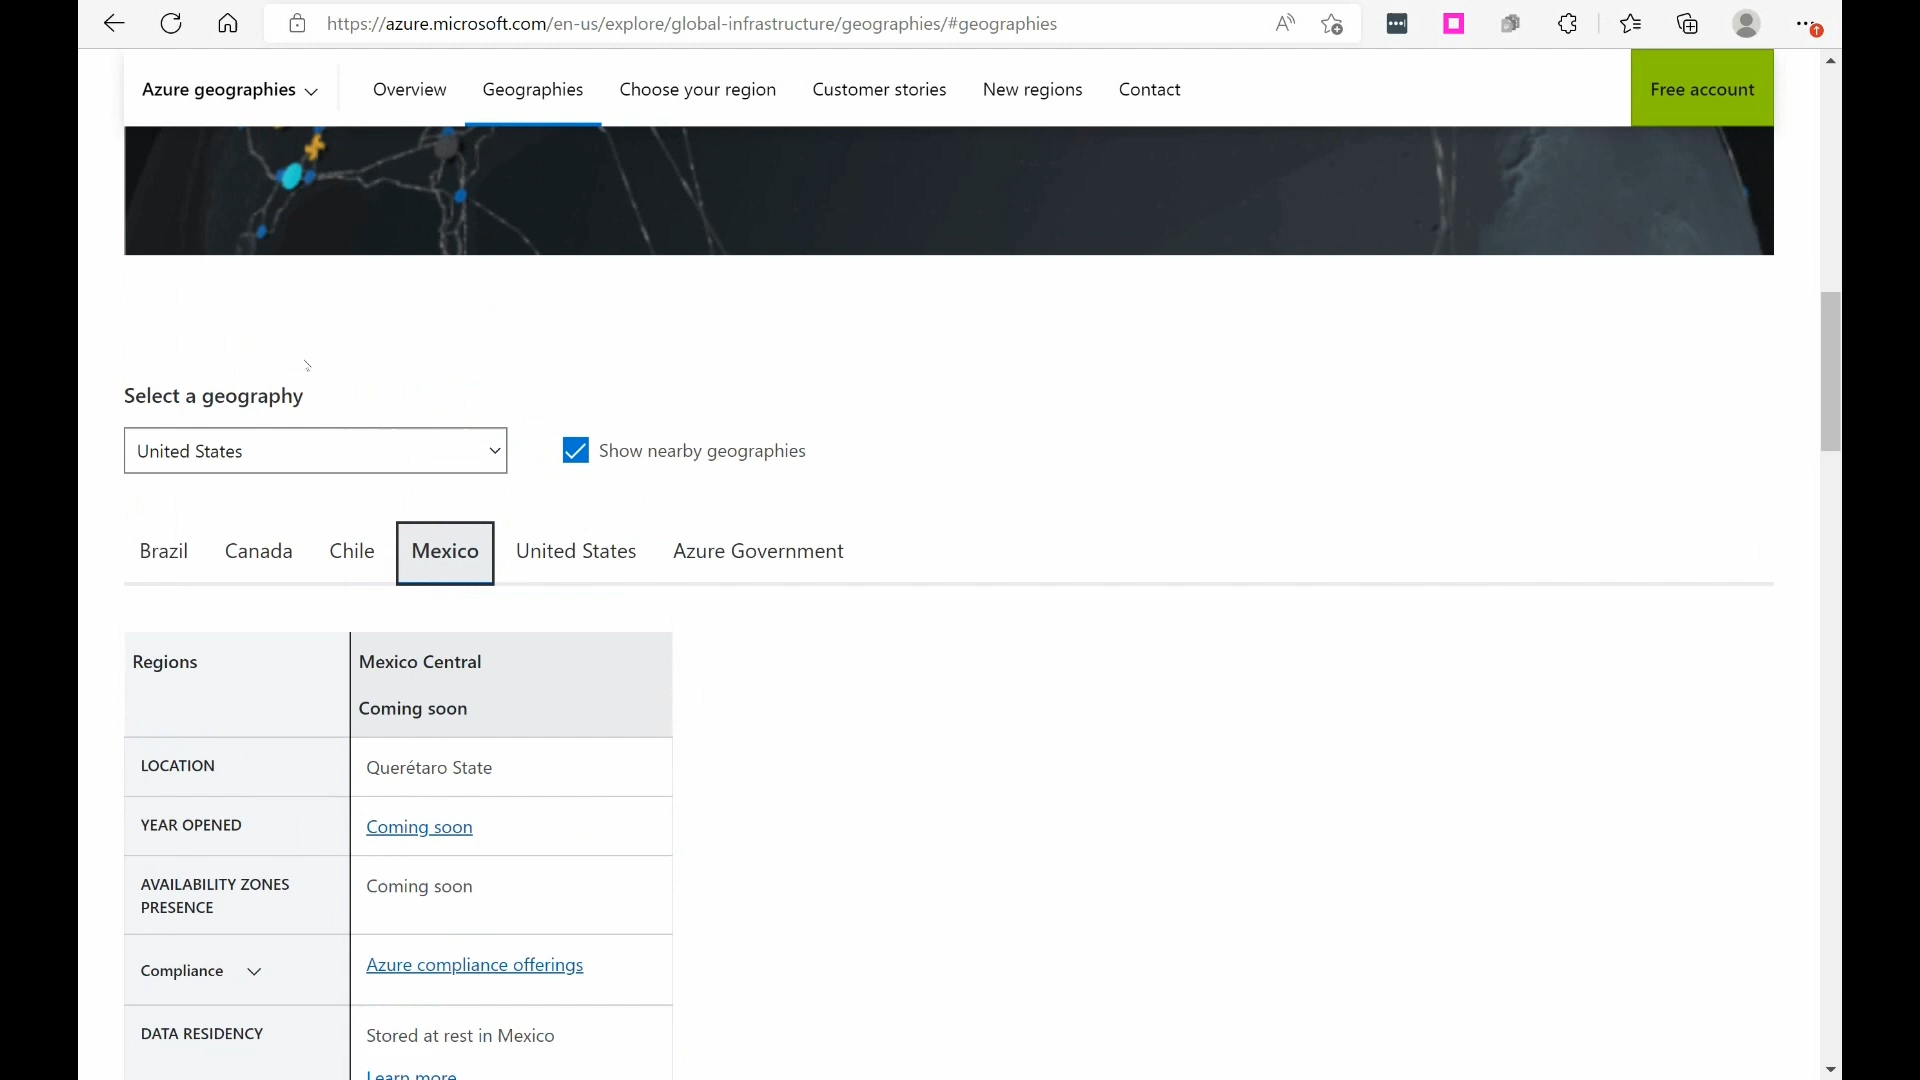 https://azure.microsoft.com/en-us/explore/global-infrastructure/geographies/#geographies
Azure geographies
Overview
Geographies
Choose your region
Customer stories
New regions
Contact
Free account
Select a geography
United States
Show nearby geographies
Brazil
Canada
Chile
Mexico
United States
Azure Government
Regions
Mexico Central
Coming soon
LOCATION
Querétaro State
YEAR OPENED
Coming soon
AVAILABILITY ZONES
PRESENCE
Coming soon
Compliance
Azure compliance offerings
DATA RESIDENCY
Stored at rest in Mexico
Learn more